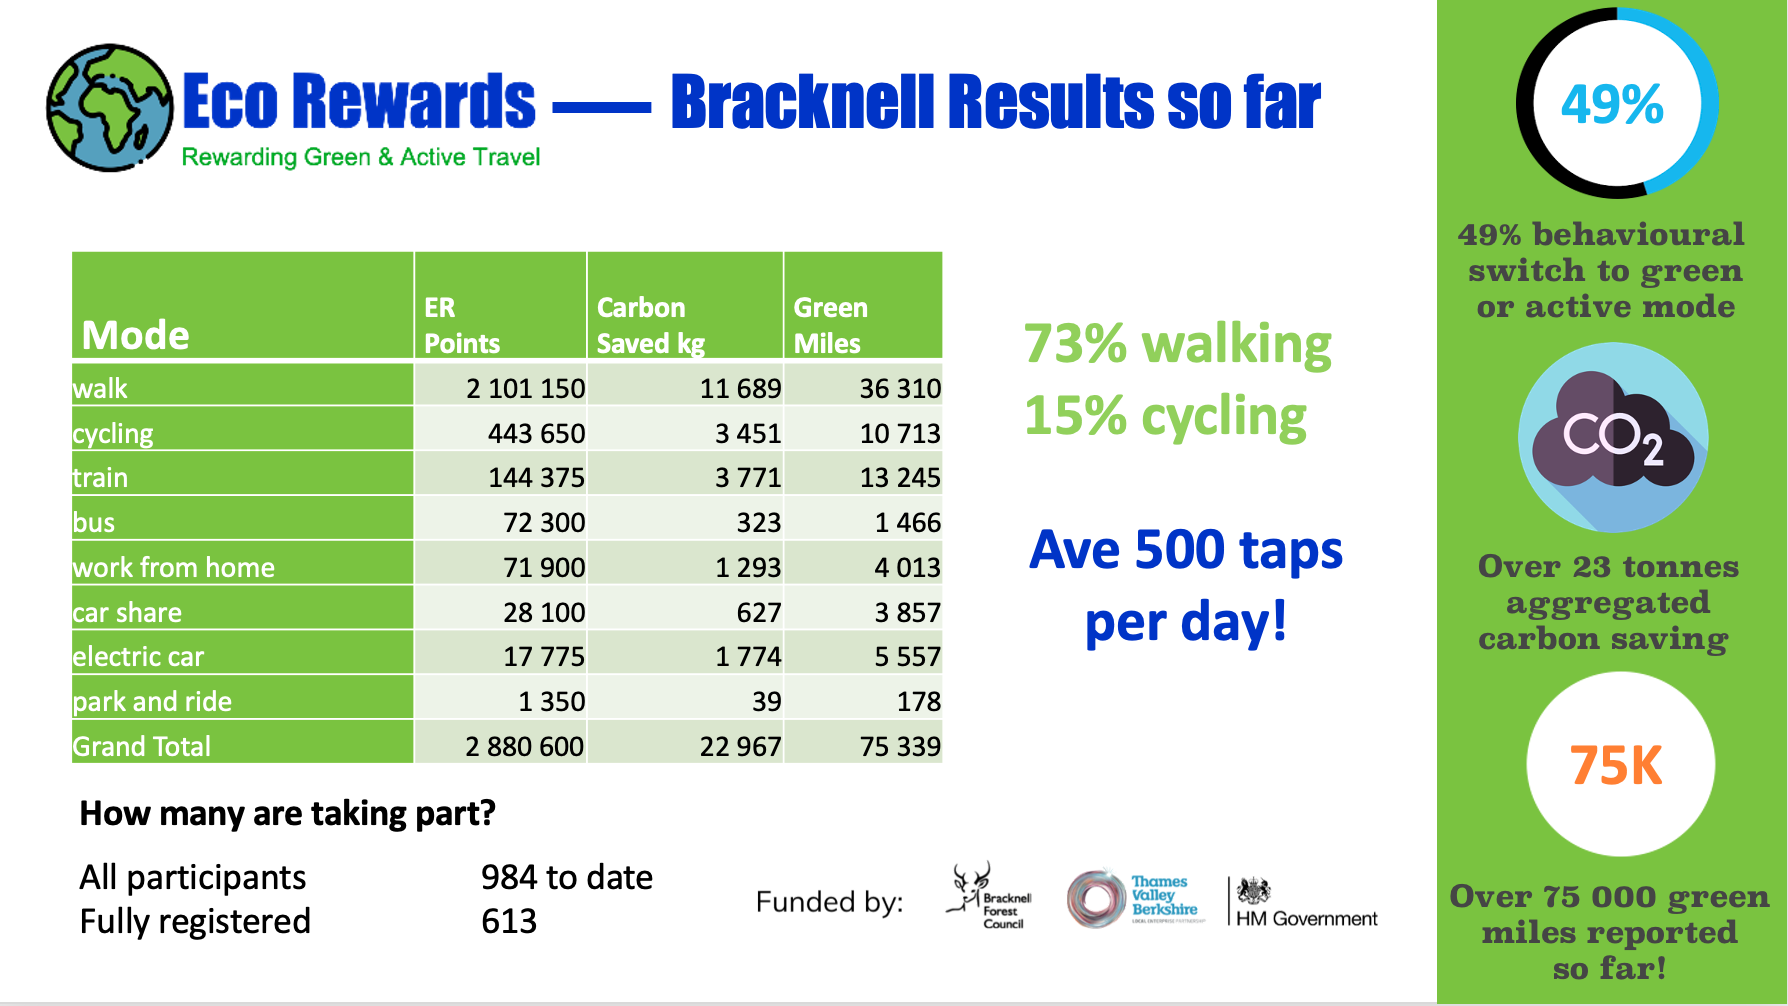 Eco Rewards — Bracknell Results so far
Rewarding Green & Active Travel
Mode ER Points Carbon Saved kg Green Miles
walk 2 101 150 11 689 36 310
cycling 443 650 3 451 10 713
train 144 375 3 771 13 245
bus 72 300 323 1 466
work from home 71 900 1 293 4 013
car share 28 100 627 3 857
electric car 17 775 1 774 5 557
park and ride 1 350 39 178
Grand Total 2 880 600 22 967 75 339
73% walking
15% cycling
Ave 500 taps
per day!
How many are taking part?
All participants 984 to date
Fully registered 613
Funded by:
Bracknell
Forest
Council
Thames
Valley
Berkshire
LOCAL ENTERPRISE PARTNERSHIP
HM Government
49%
49% behavioural
switch to green
or active mode
CO2
Over 23 tonnes
aggregated
carbon saving
75K
Over 75 000 green
miles reported
so far!